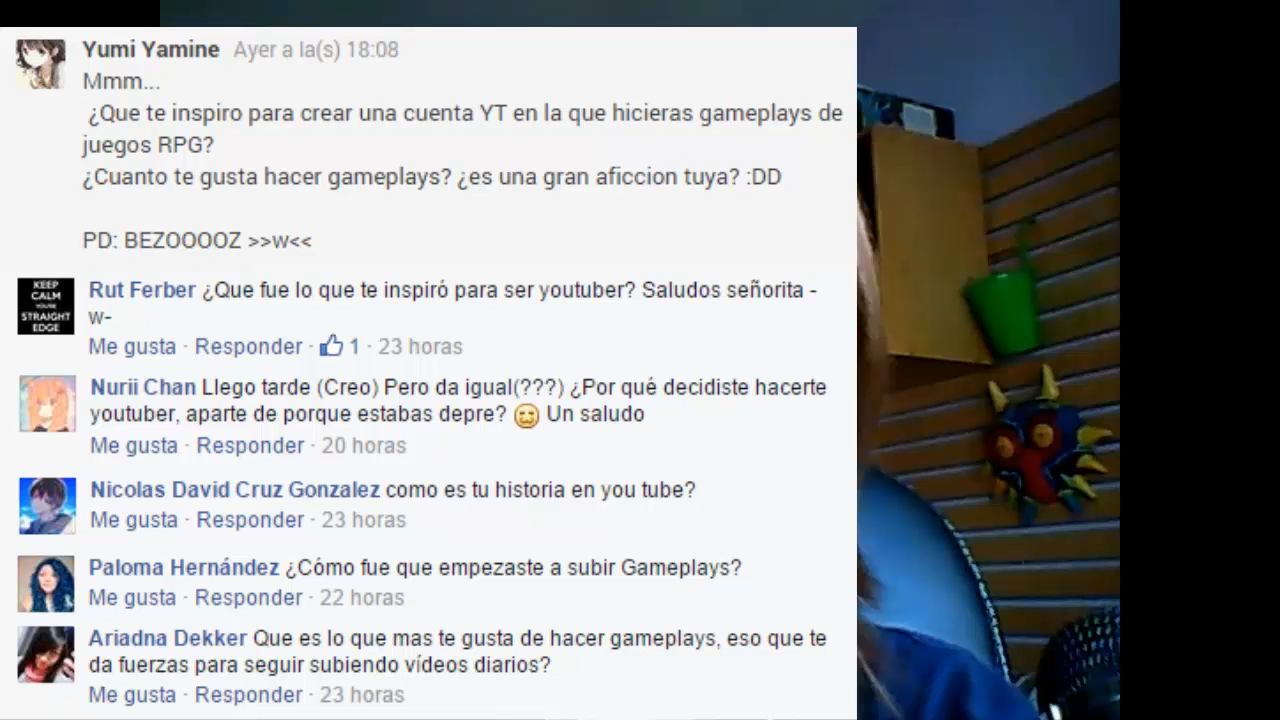 Yumi Yamine Ayer a la(s) 18:08
Mmm...
¿Que te inspiro para crear una cuenta YT en la que hicieras gameplays de
juegos RPG?
¿Cuanto te gusta hacer gameplays? ¿es una gran aficcion tuya? :DD
PD: BEZOOOOZ >>w<<
KEEP
CALM
YOU'RE
STRAIGHT
EDGE
Rut Ferber ¿Que fue lo que te inspiró para ser youtuber? Saludos señorita -
w-
Me gusta · Responder · 1 · 23 horas
Nurii Chan Llego tarde (Creo) Pero da igual(???) ¿Por qué decidiste hacerte
youtuber, aparte de porque estabas depre? Un saludo
Me gusta · Responder · 20 horas
Nicolas David Cruz Gonzalez como es tu historia en you tube?
Me gusta · Responder · 23 horas
Paloma Hernández ¿Cómo fue que empezaste a subir Gameplays?
Me gusta · Responder · 22 horas
Ariadna Dekker Que es lo que mas te gusta de hacer gameplays, eso que te
da fuerzas para seguir subiendo vídeos diarios?
Me gusta · Responder · 23 horas